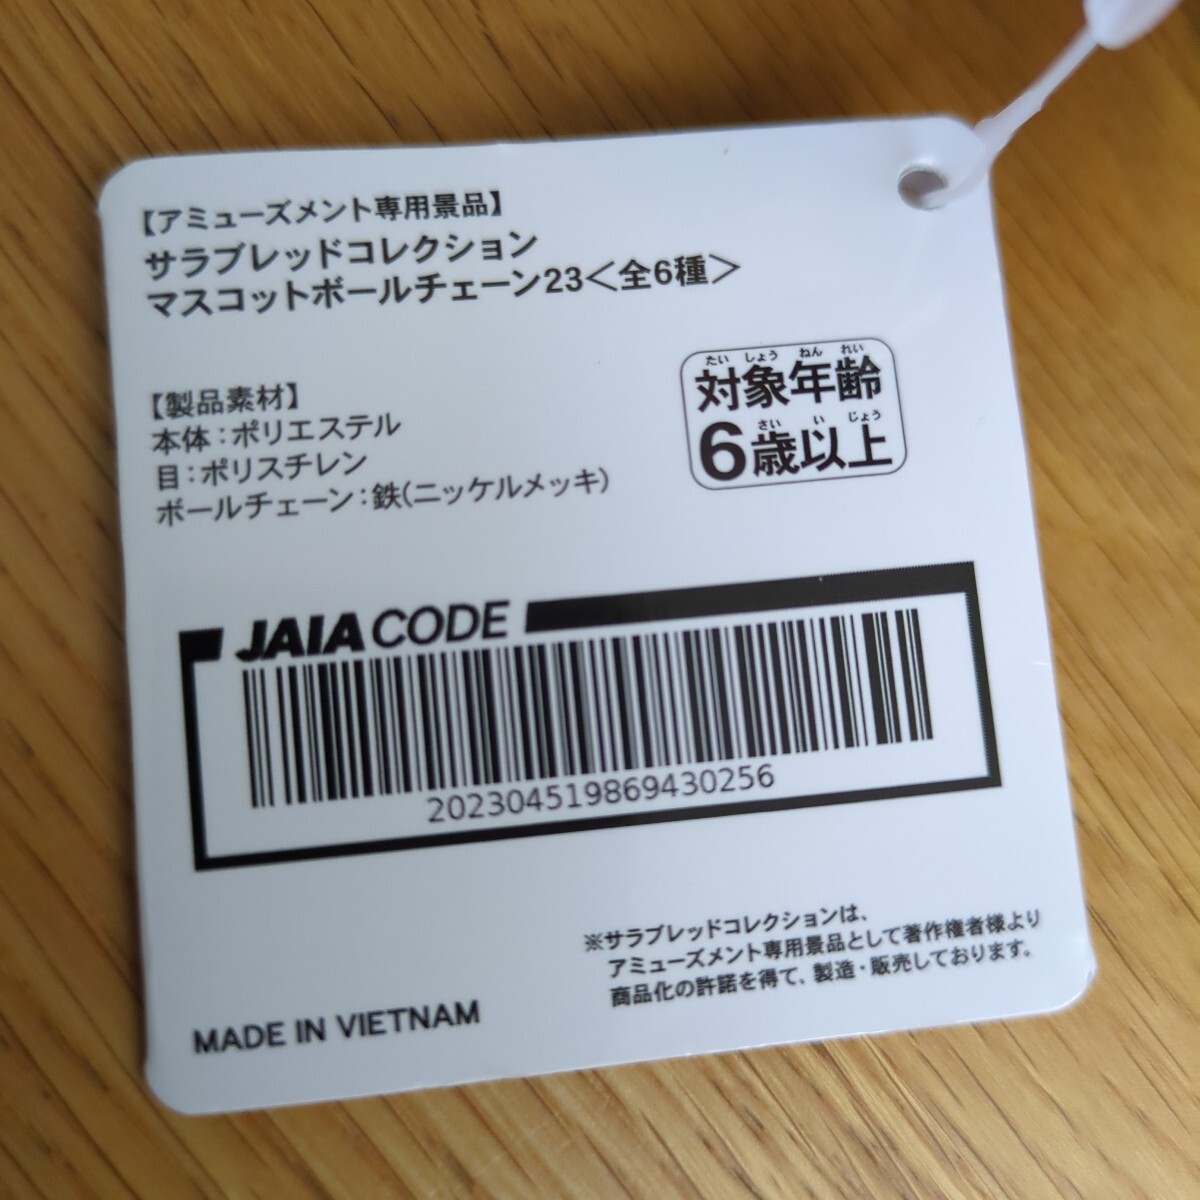 【アミューズメント専用景品】
サラブレッドコレクション
マスコットボールチェーン23＜全6種＞
たいしょうねんれい
対象年齢
さいいじょう
6歳以上
【製品素材】
本体：ポリエステル
目：ポリスチレン
ボールチェーン：鉄(ニッケルメッキ)
JAIA CODE
202304519869430256
※サラブレッドコレクションは、
アミューズメント専用景品として著作権者様より
商品化の許諾を得て、製造・販売しております。
MADE IN VIETNAM